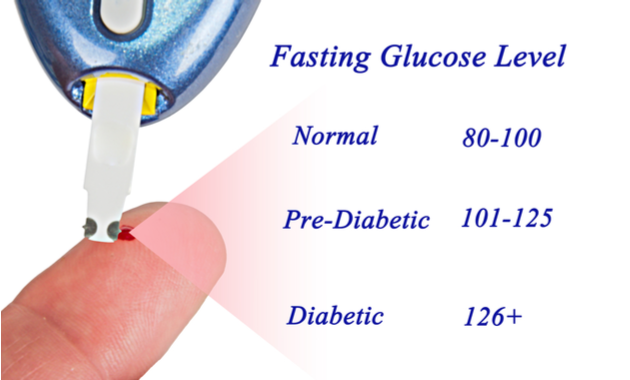 Fasting Glucose Level
Normal 80-100
Pre-Diabetic 101-125
Diabetic 126+